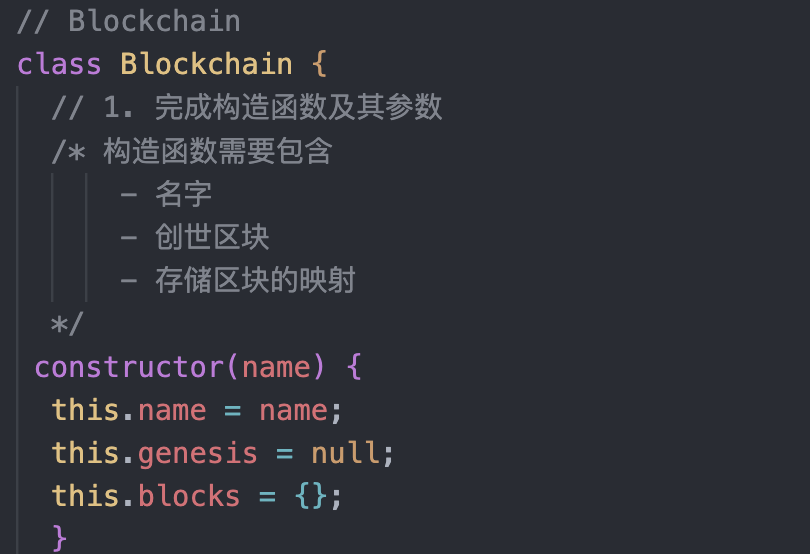 // Blockchain
class Blockchain {
// 1. 完成构造函数及其参数
/* 构造函数需要包含
- 名字
- 创世区块
- 存储区块的映射
*/
constructor(name) {
this.name = name;
this.genesis = null;
this.blocks = {};
}